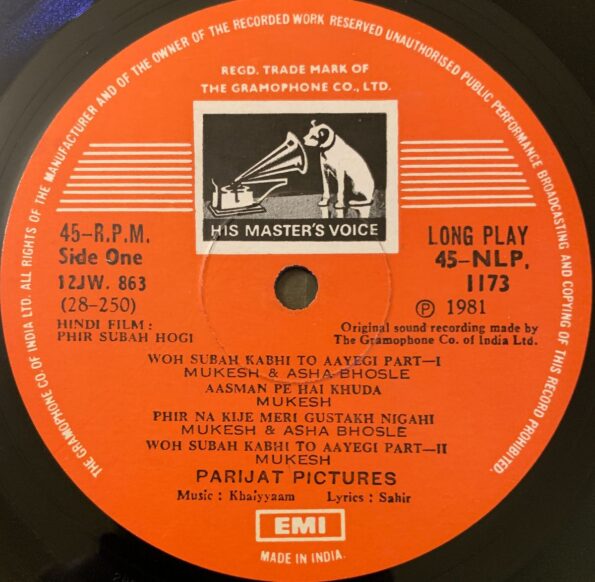 THE GRAMOPHONE CO OF INDIA LTD. ALL RIGHTS OF THE MANUFACTURER AND OF THE OWNER OF THE RECORDED WORK RESERVED UNAUTHORISED PUBLIC PERFORMANCE BROADCASTING AND COPYING OF THIS RECORD PROHIBITED.
REGD. TRADE MARK OF
THE GRAMOPHONE CO., LTD.
HIS MASTER'S VOICE
45-R.P.M.
Side One
12JW. 863
(28-250)
HINDI FILM :
PHIR SUBAH HOGI
LONG PLAY
45-NLP.
1173
Ⓟ 1981
Original sound recording made by
The Gramophone Co. of India Ltd.
WOH SUBAH KABHI TO AAYEGI PART—I
MUKESH & ASHA BHOSLE
AASMAN PE HAI KHUDA
MUKESH
PHIR NA KIJE MERI GUSTAKH NIGAHI
MUKESH & ASHA BHOSLE
WOH SUBAH KABHI TO AAYEGI PART—II
MUKESH
PARIJAT PICTURES
Music : Khaiyyaam Lyrics : Sahir
EMI
MADE IN INDIA.